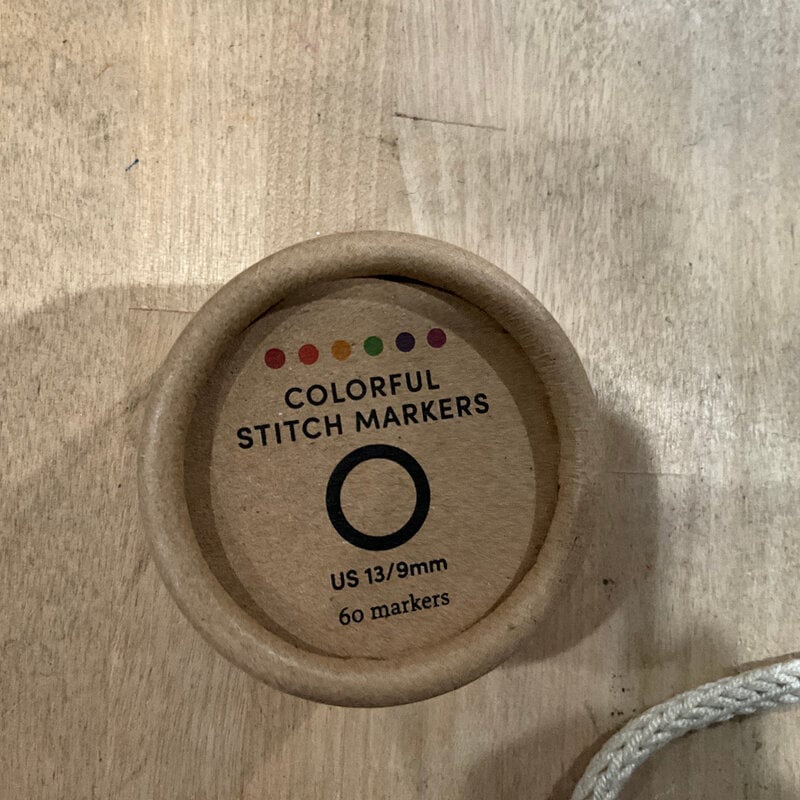 COLORFUL
STITCH MARKERS
US 13/9mm
60 markers